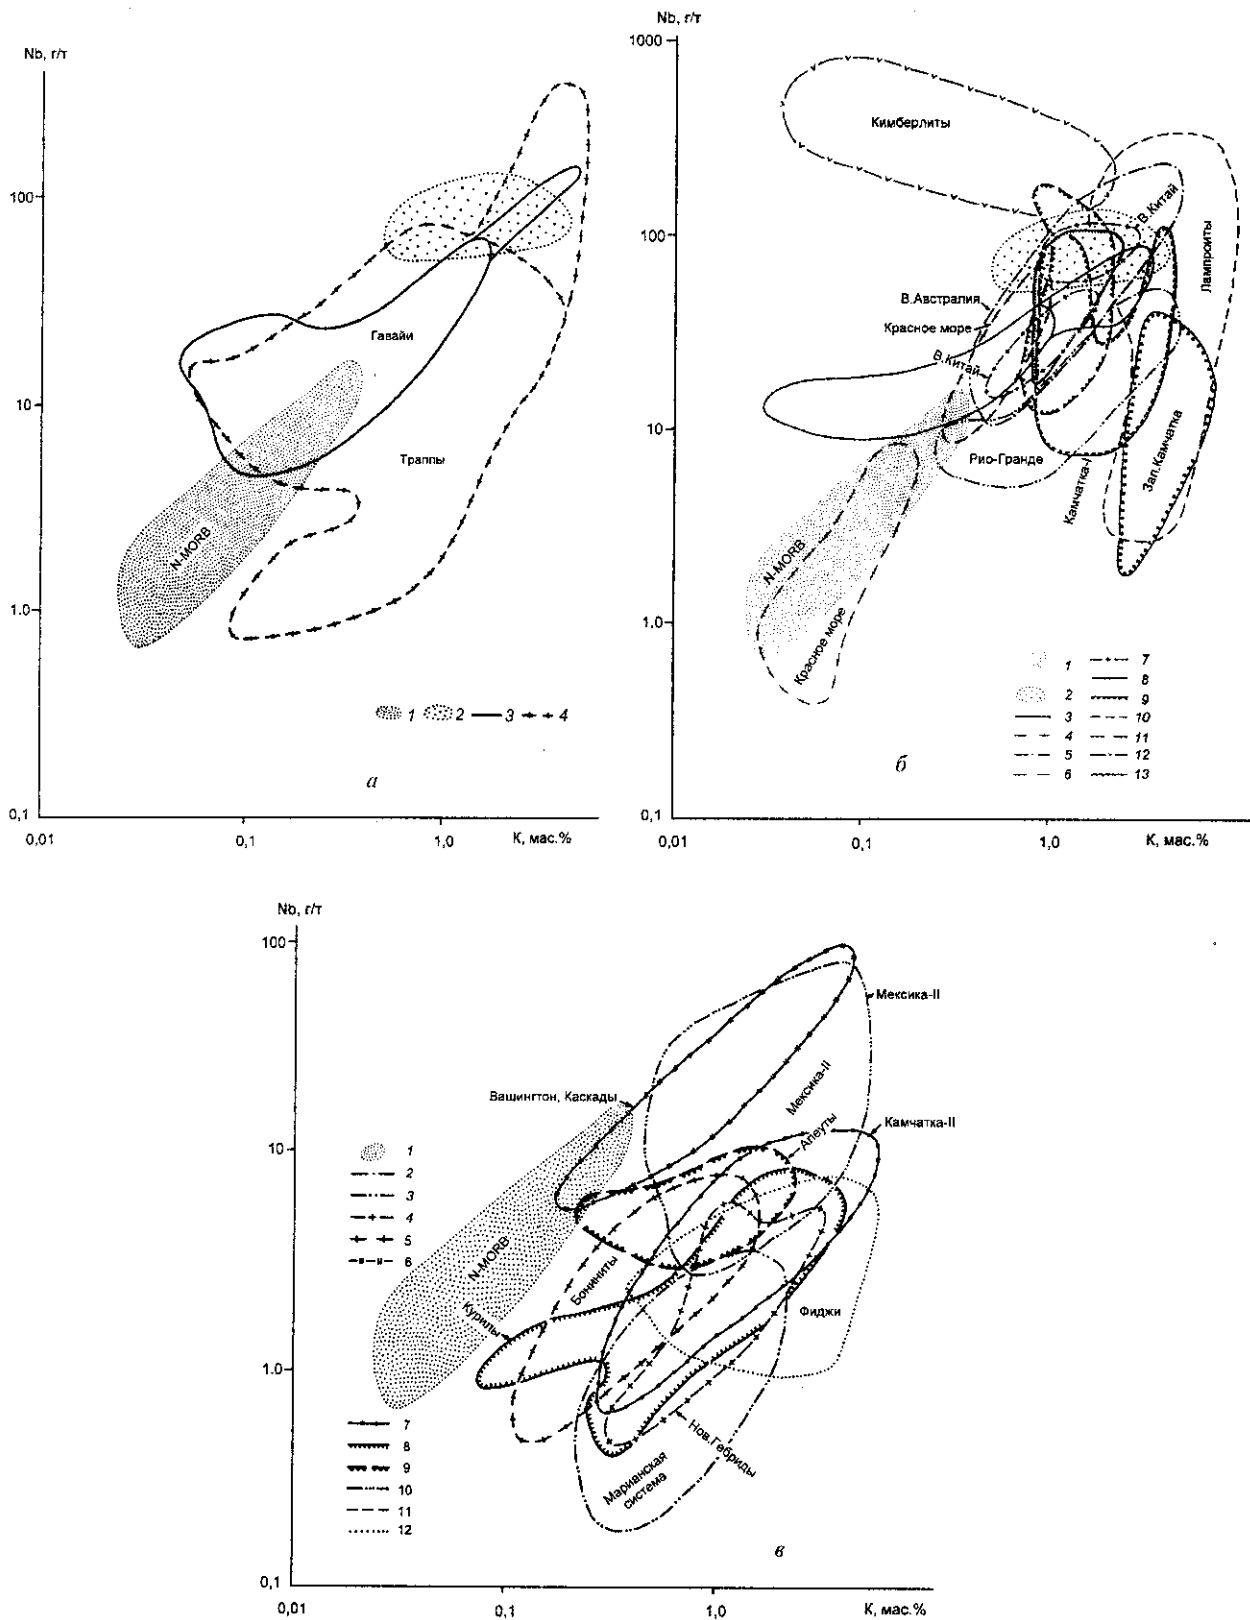 Nb, г/т
100
10
1.0
0,1
0,01
0,1
1,0
К, мас.%
Гавайи
Траппы
N-MORB
1 2 3 4
а
Nb, г/т
1000
100
10
1.0
0,1
0,01
0,1
1,0
К, мас.%
Кимберлиты
В.Китай
Лампроиты
В.Австралия
Красное море
В.Китай
Рио-Гранде
Камчатка-I
Зап.Камчатка
N-MORB
Красное море
1 7
2 8
3 9
4 10
5 11
6 12
13
б
Nb, г/т
100
10
1.0
0,1
0,01
0,1
1,0
К, мас.%
Мексика-II
Вашингтон, Каскады
Мексика-II
Алеуты
Камчатка-II
N-MORB
Бониниты
Курилы
Фиджи
Нов.Гебриды
Марианская
система
1
2
3
4
5
6
7
8
9
10
11
12
в